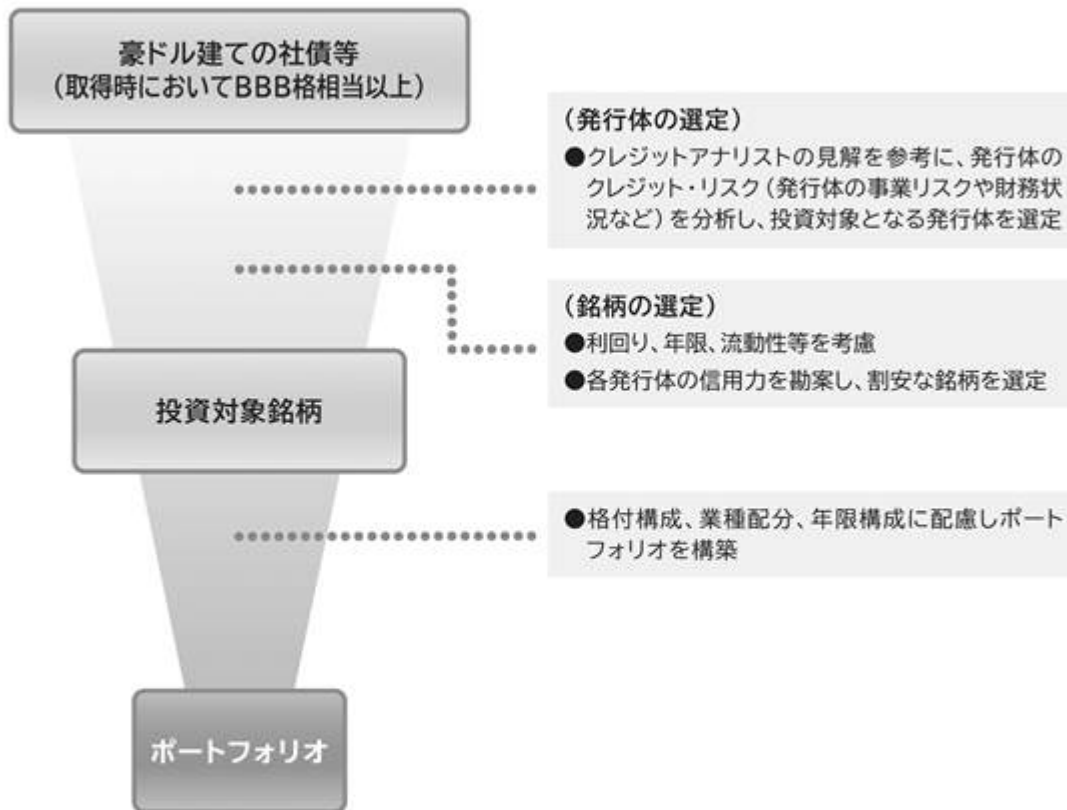 豪ドル建ての社債等
（取得時においてBBB格相当以上）
（発行体の選定）
●クレジットアナリストの見解を参考に、発行体の
クレジット・リスク（発行体の事業リスクや財務状
況など）を分析し、投資対象となる発行体を選定
（銘柄の選定）
●利回り、年限、流動性等を考慮
●各発行体の信用力を勘案し、割安な銘柄を選定
投資対象銘柄
●格付構成、業種配分、年限構成に配慮しポート
フォリオを構築
ポートフォリオ